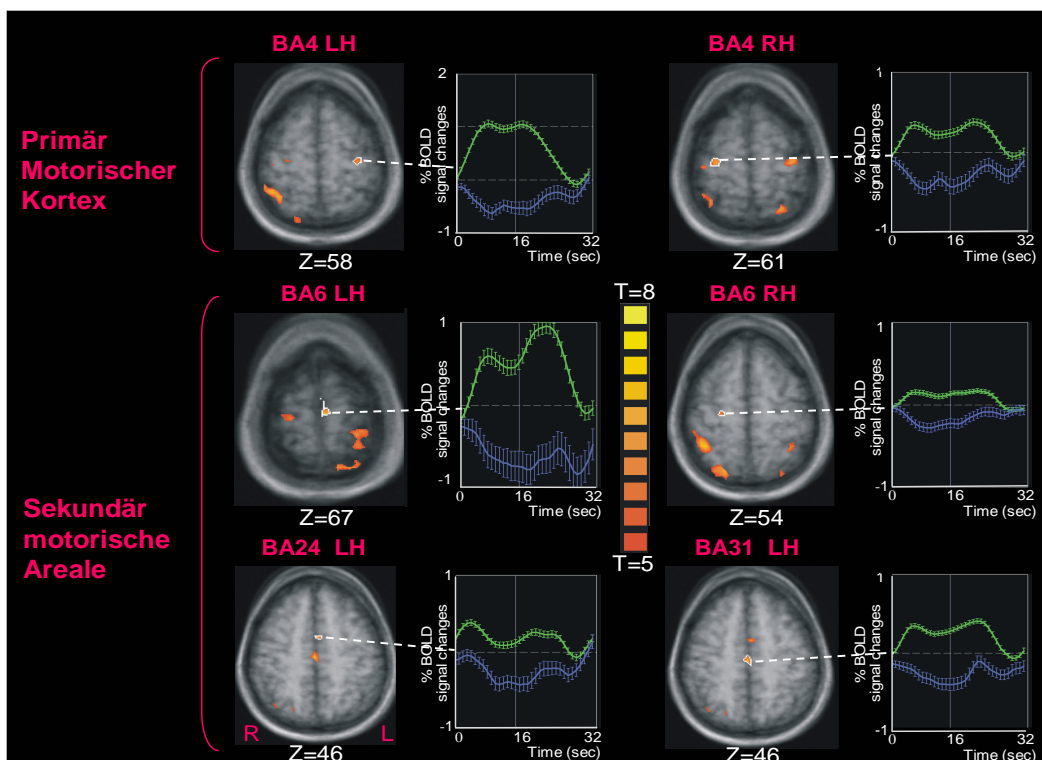 BA4 LH
BA4 RH
Primär
Motorischer
Kortex
% BOLD
signal changes
2
-1
0 16 32
Time (sec)
Z=58
% BOLD
signal changes
1
-1
0 16 32
Time (sec)
Z=61
BA6 LH
T=8
BA6 RH
% BOLD
signal changes
1
-1
0 16 32
Time (sec)
Z=67
% BOLD
signal changes
1
-1
0 16 32
Time (sec)
Z=54
T=5
Sekundär
motorische
Areale
BA24 LH
BA31 LH
% BOLD
signal changes
1
-1
0 16 32
Time (sec)
R L
Z=46
% BOLD
signal changes
1
-1
0 16 32
Time (sec)
Z=46